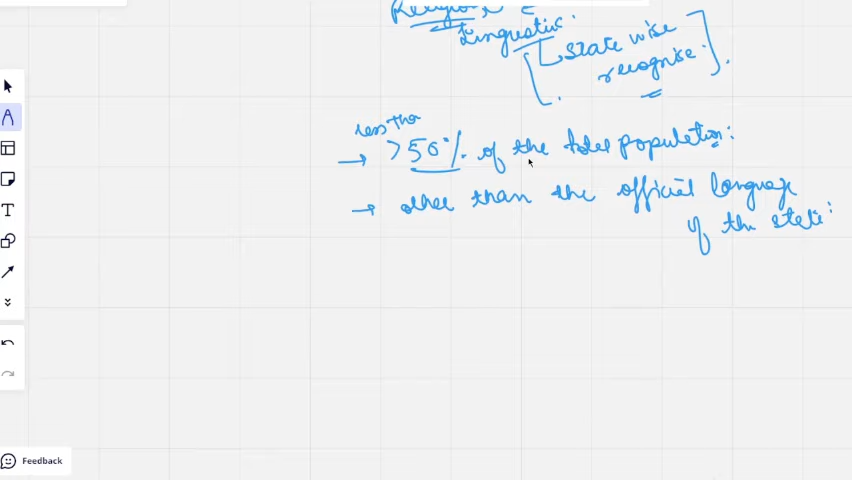 Religion &
Linguistic.
state wise
recognise.
less than
> 50% of the total population:
→ other than the official language
of the state:
Feedback